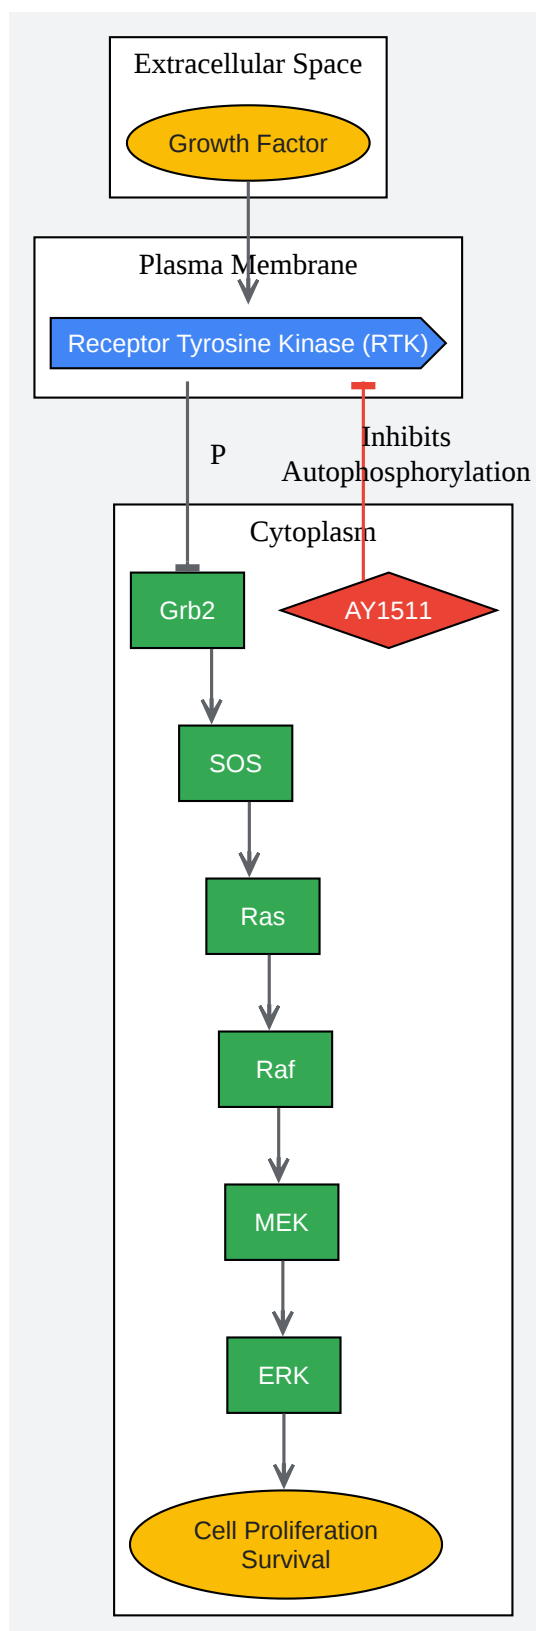 Extracellular Space
Growth Factor
Plasma Membrane
Receptor Tyrosine Kinase (RTK)
P
Inhibits
Autophosphorylation
Cytoplasm
Grb2
AY1511
SOS
Ras
Raf
MEK
ERK
Cell Proliferation
Survival